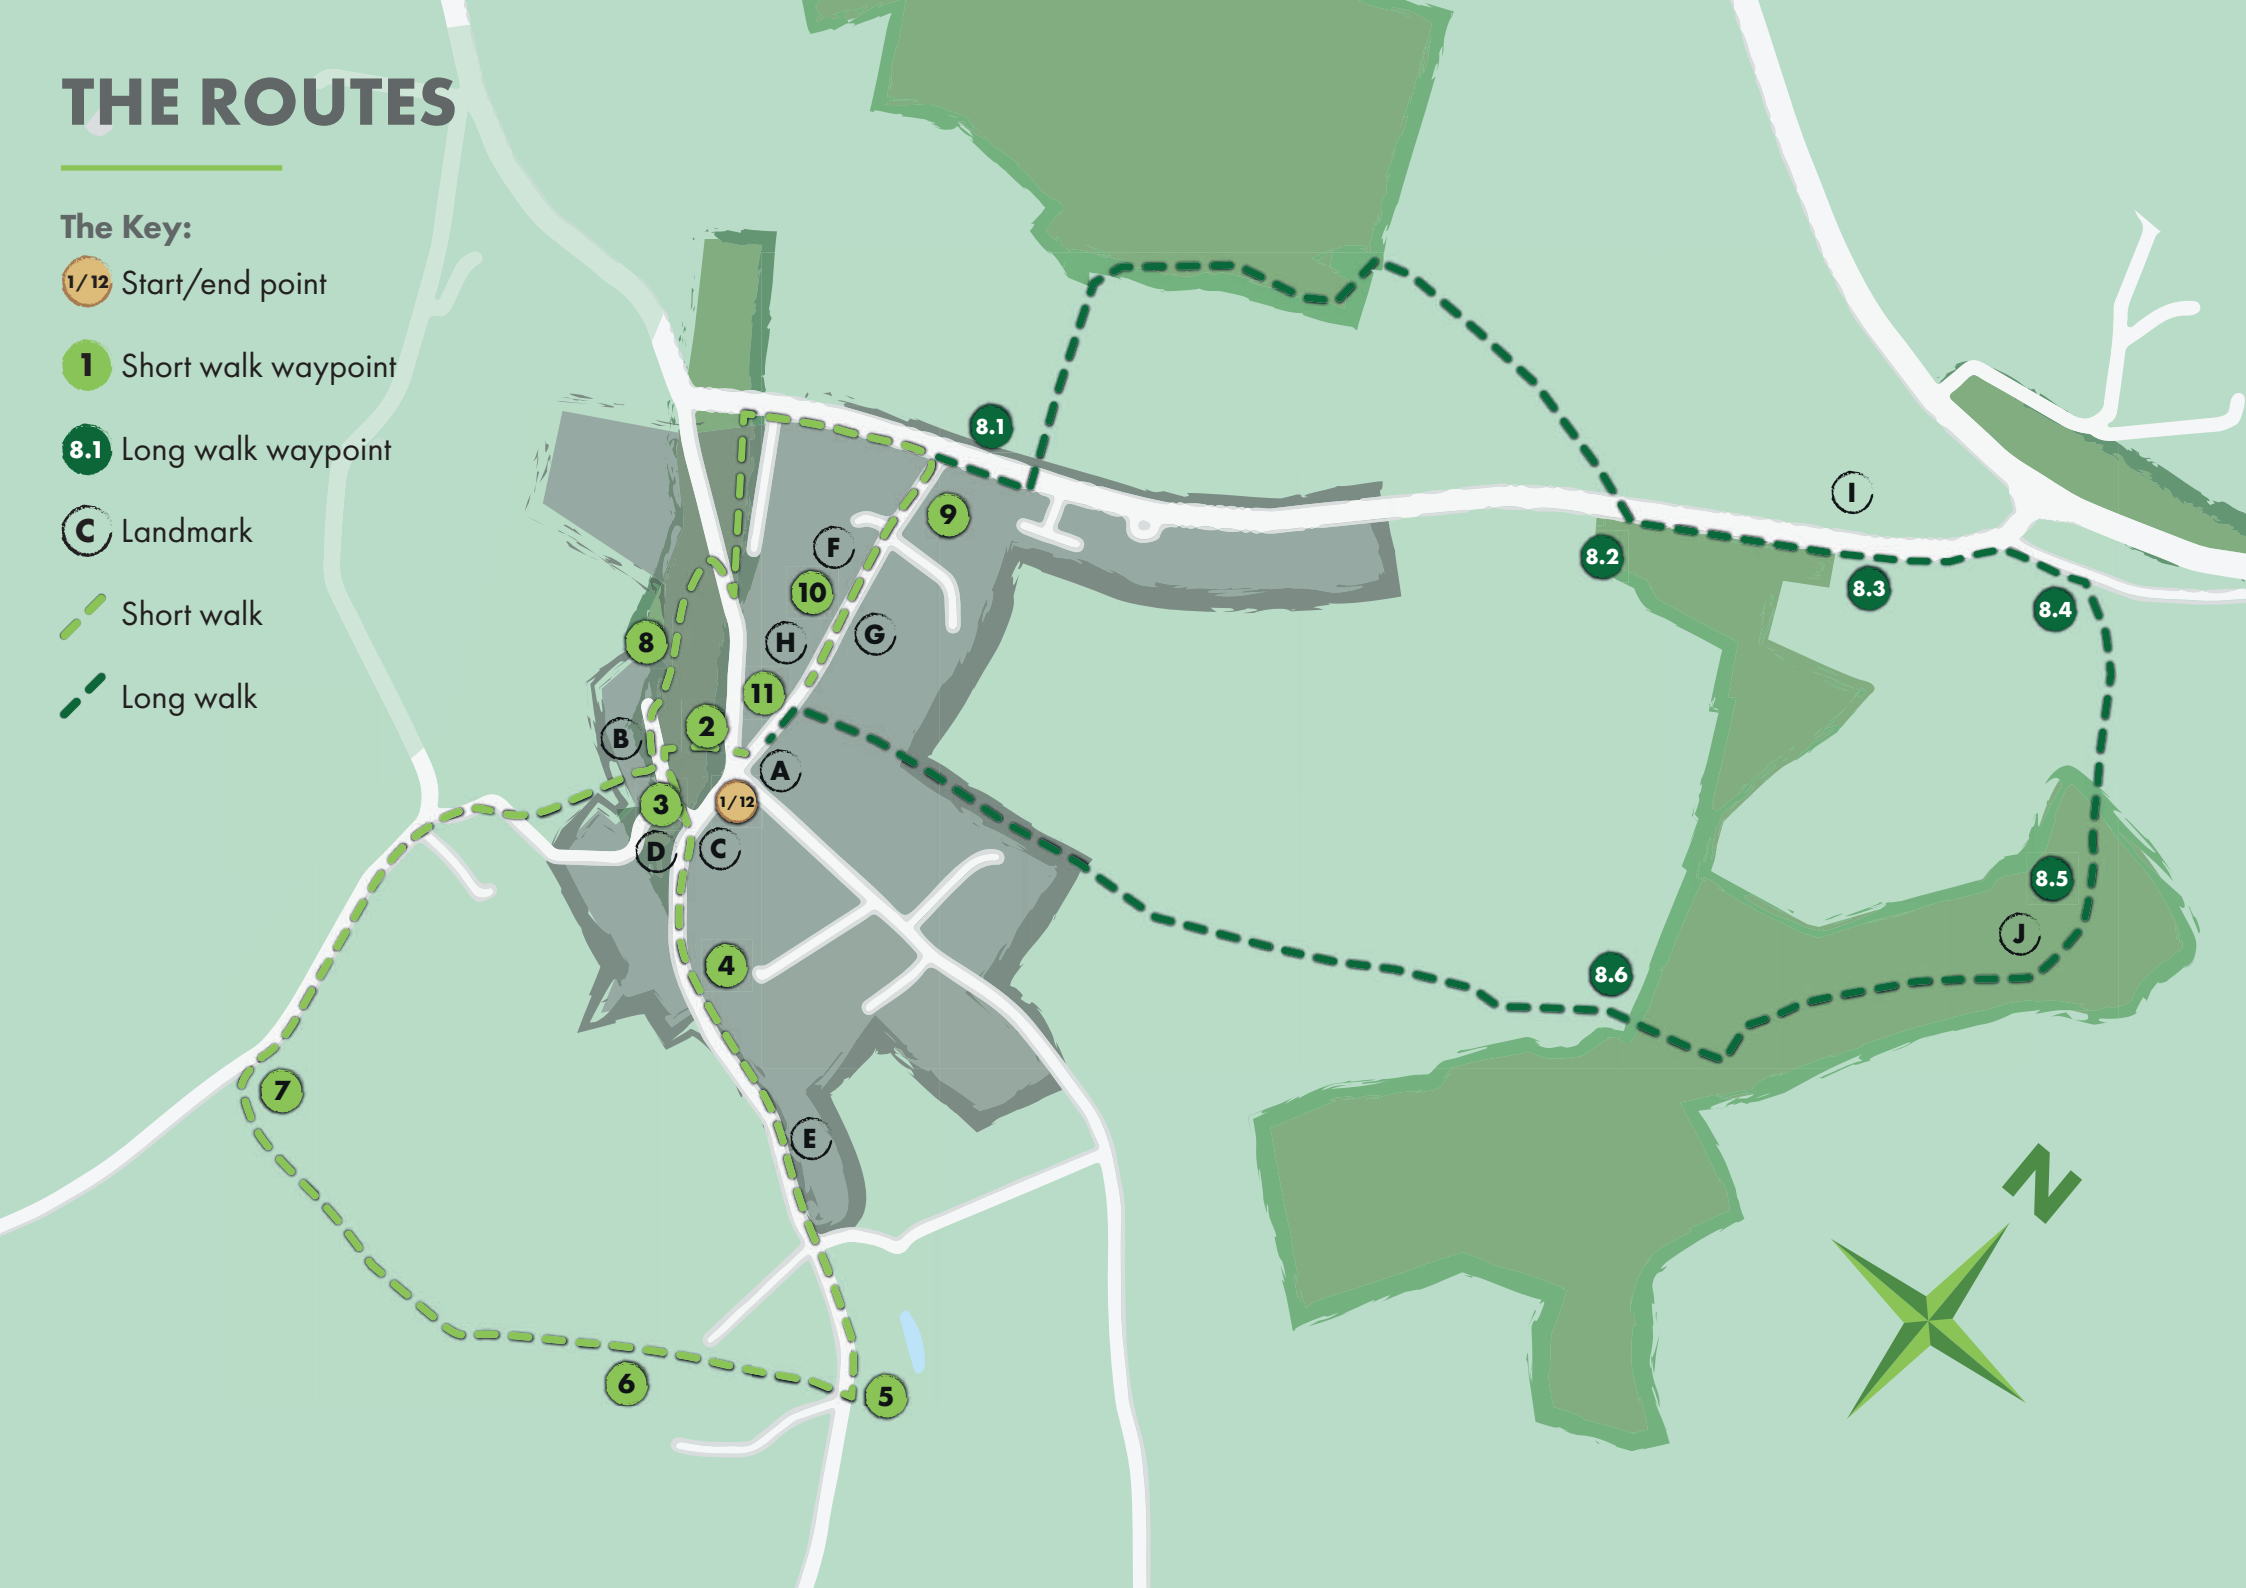 THE ROUTES
The Key:
1/12 Start/end point
1 Short walk waypoint
8.1 Long walk waypoint
C Landmark
Short walk
Long walk
8.1
9
I
F
8.2
10
8.3
8.4
8
H
G
11
2
B
A
3
1/12
D
C
8.5
J
4
8.6
7
E
N
6
5